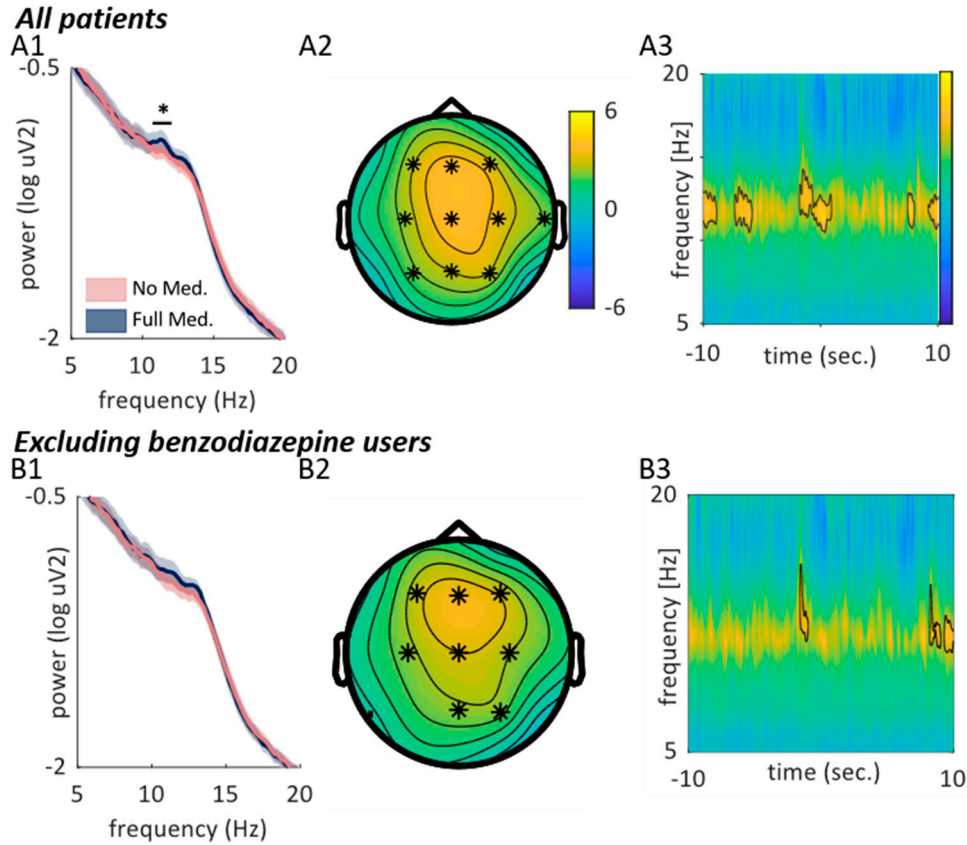 All patients
A1
A2
A3
-0.5
power (log uV2)
*
No Med.
Full Med.
-2
5
10
15
20
frequency (Hz)
6
0
-6
20
frequency [Hz]
5
-10
time (sec.)
10
Excluding benzodiazepine users
B1
B2
B3
-0.5
power (log uV2)
-2
5
10
15
20
frequency (Hz)
20
frequency [Hz]
5
-10
time (sec.)
10